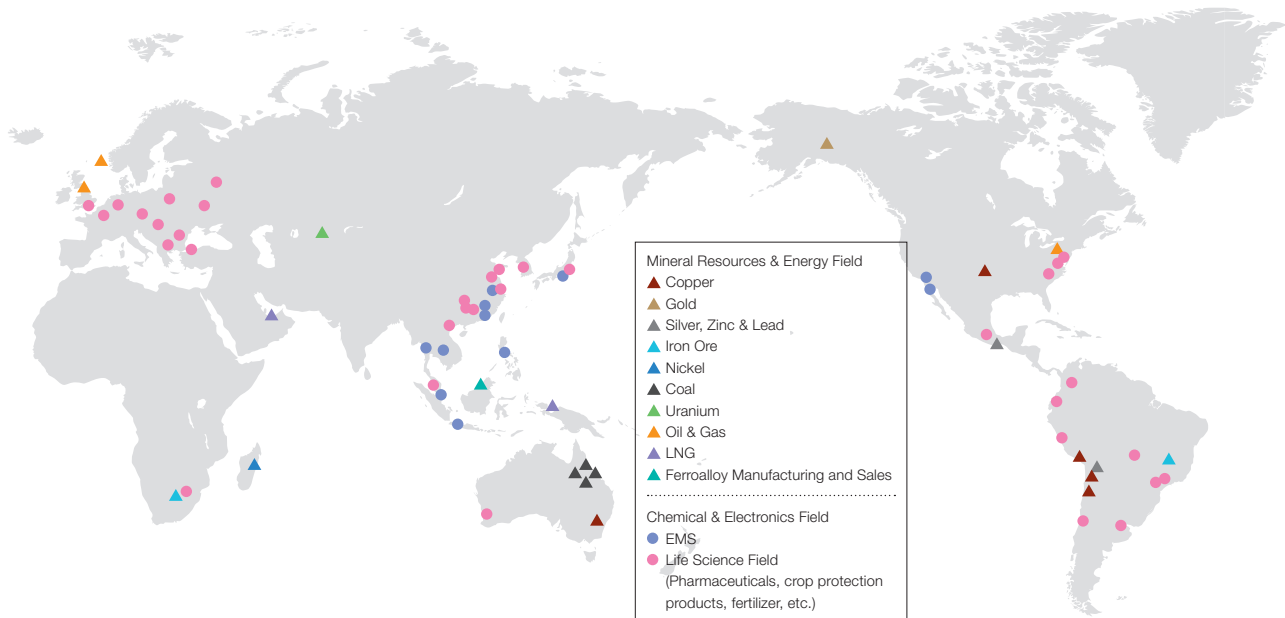 Mineral Resources & Energy Field
Copper
Gold
Silver, Zinc & Lead
Iron Ore
Nickel
Coal
Uranium
Oil & Gas
LNG
Ferroalloy Manufacturing and Sales
Chemical & Electronics Field
EMS
Life Science Field
(Pharmaceuticals, crop protection
products, fertilizer, etc.)